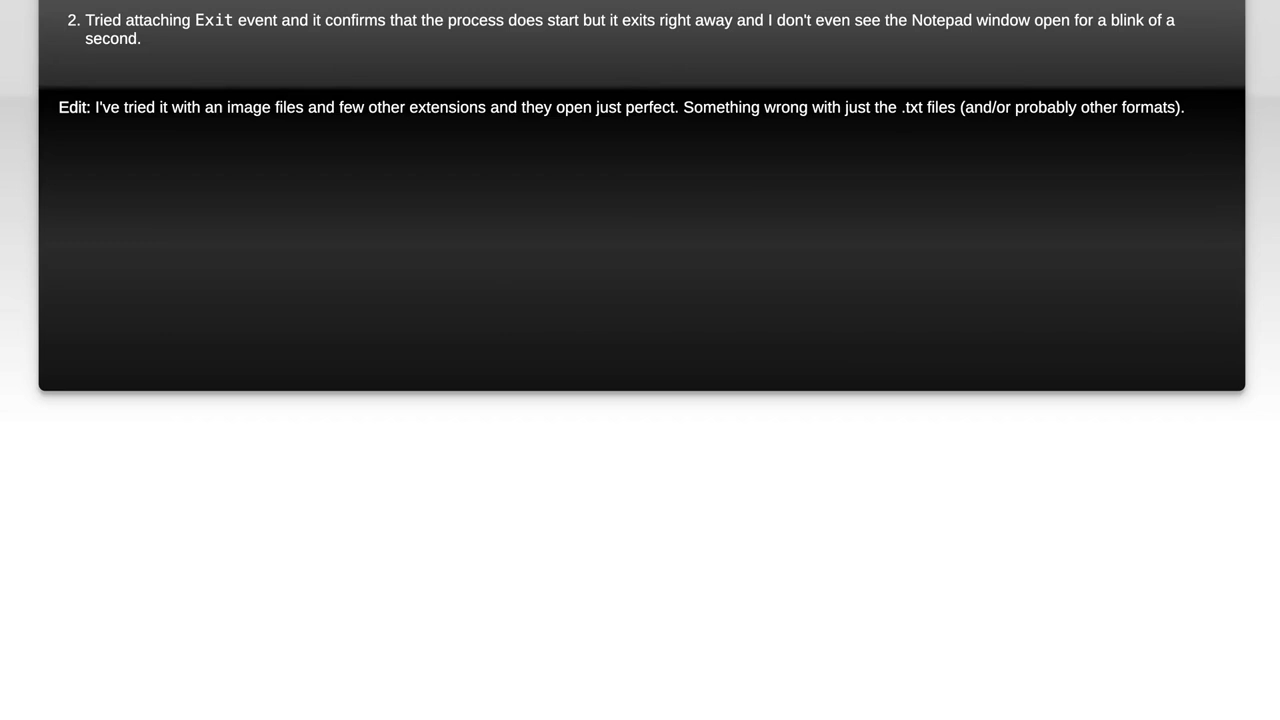 2. Tried attaching Exit event and it confirms that the process does start but it exits right away and I don't even see the Notepad window open for a blink of a
second.
Edit: I've tried it with an image files and few other extensions and they open just perfect. Something wrong with just the .txt files (and/or probably other formats).